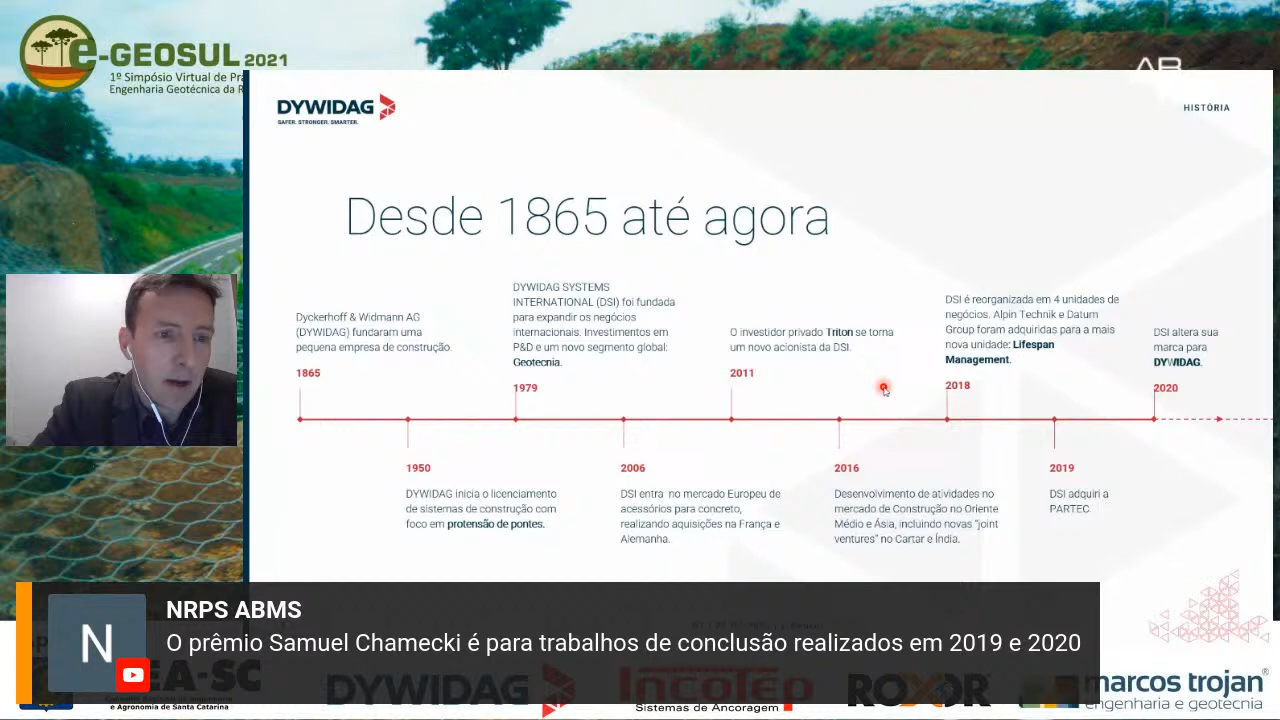 e-GEOSUL 2021
1º Simpósio Virtual de Pra
Engenharia Geotécnica da R
AB
DYWIDAG
SAFER. STRONGER. SMARTER.
HISTÓRIA
Desde 1865 até agora
Dyckerhoff & Widmann AG
(DYWIDAG) fundaram uma
pequena empresa de construção.
1865
DYWIDAG SYSTEMS
INTERNATIONAL (DSI) foi fundada
para expandir os negócios
internacionais. Investimentos em
P&D e um novo segmento global:
Geotecnia.
1979
O investidor privado Triton se torna
um novo acionista da DSI.
2011
DSI é reorganizada em 4 unidades de
negócios. Alpin Technik e Datum
Group foram adquiridas para a mais
nova unidade: Lifespan
Management.
2018
DSI altera sua
marca para
DYWIDAG.
2020
1950
DYWIDAG inicia o licenciamento
de sistemas de construção com
foco em protensão de pontes.
2006
DSI entra no mercado Europeu de
acessórios para concreto,
realizando aquisições na França e
Alemanha.
2016
Desenvolvimento de atividades no
mercado de Construção no Oriente
Médio e Ásia, incluindo novas "joint
ventures" no Cartar e Índia.
2019
DSI adquiri a
PARTEC
N
NRPS ABMS
O prêmio Samuel Chamecki é para trabalhos de conclusão realizados em 2019 e 2020
EA-SC
e Agronomia de Santa Catarina
DYWIDAG
Sistemas de Ancoragem
marcos trojan®
engenharia e geotecnia